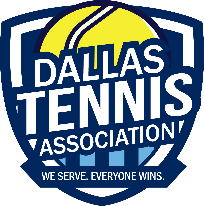 DALLAS
TENNIS
ASSOCIATION
WE SERVE. EVERYONE WINS.